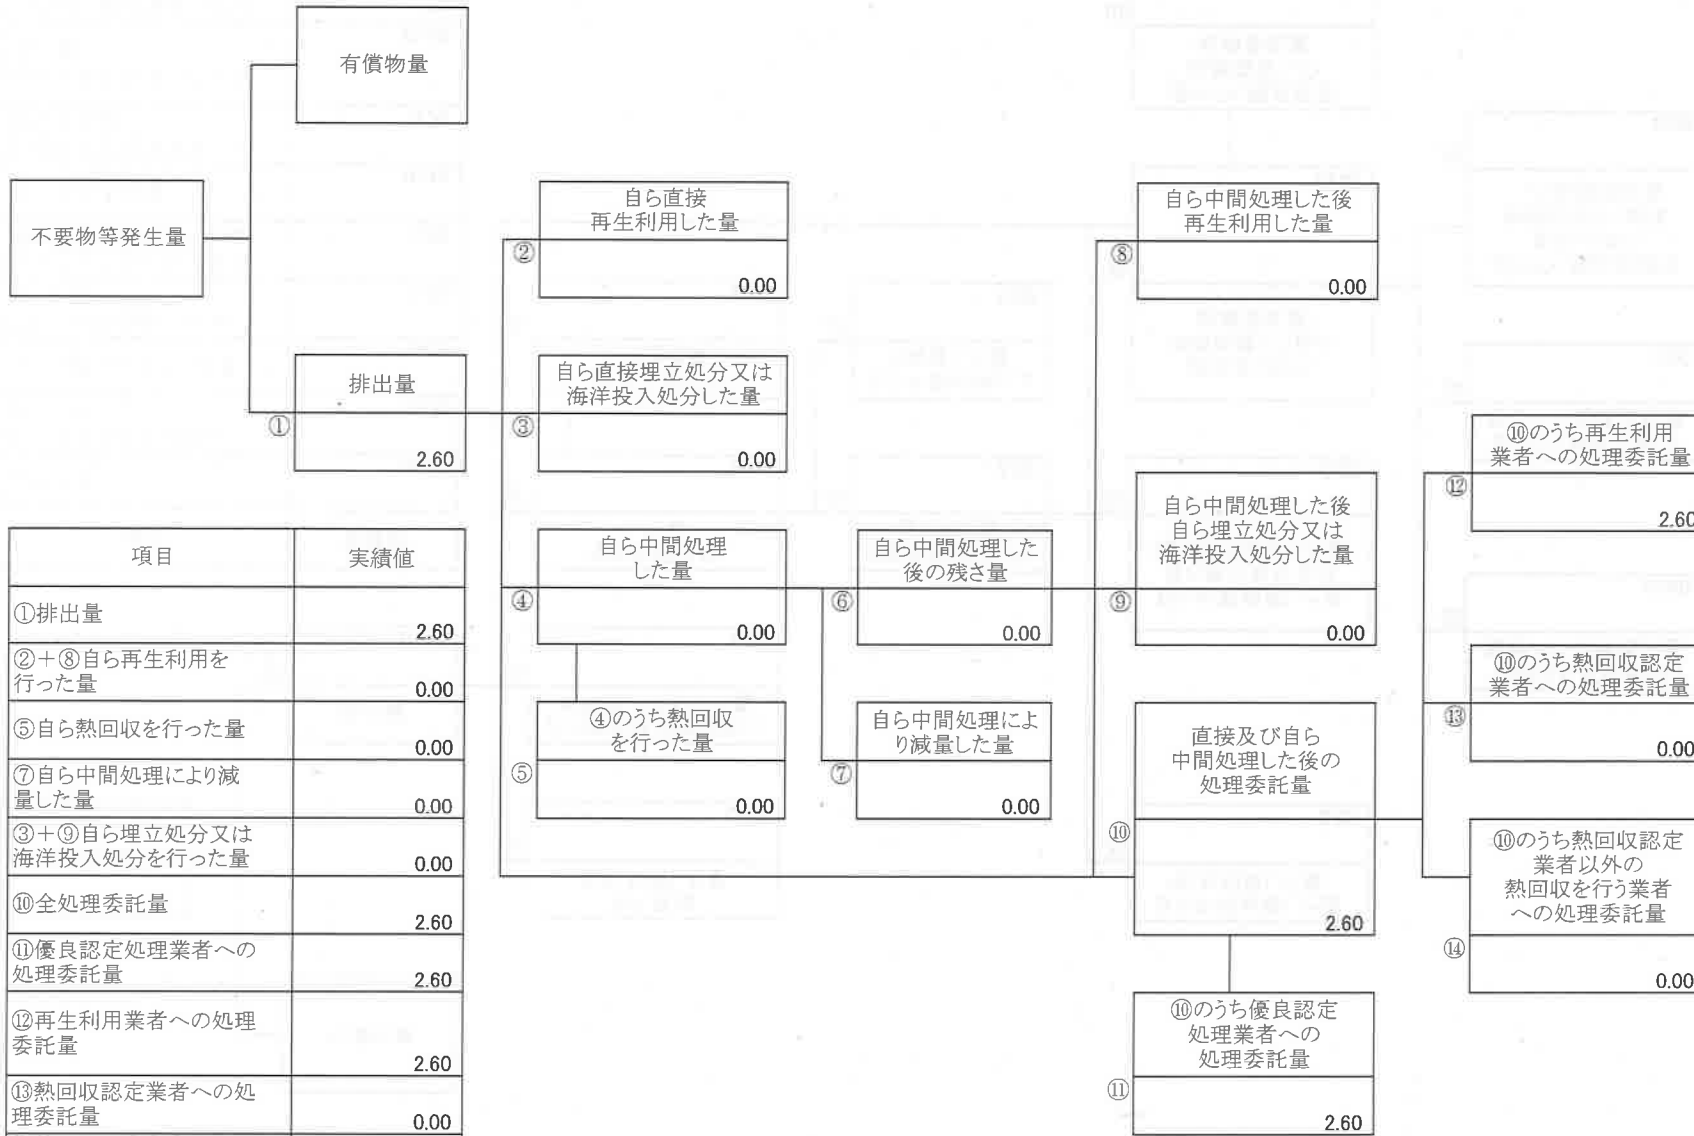 有償物量
不要物等発生量
排出量
①
2.60
自ら直接
再生利用した量
②
0.00
自ら直接埋立処分又は
海洋投入処分した量
③
0.00
自ら中間処理
した量
④
0.00
④のうち熱回収
を行った量
⑤
0.00
自ら中間処理した
後の残さ量
⑥
0.00
自ら中間処理によ
り減量した量
⑦
0.00
自ら中間処理した後
再生利用した量
⑧
0.00
自ら中間処理した後
自ら埋立処分又は
海洋投入処分した量
⑨
0.00
直接及び自ら
中間処理した後の
処理委託量
⑩
2.60
⑩のうち優良認定
処理業者への
処理委託量
⑪
2.60
⑩のうち再生利用
業者への処理委託量
⑫
2.60
⑩のうち熱回収認定
業者への処理委託量
⑬
0.00
⑩のうち熱回収認定
業者以外の
熱回収を行う業者
への処理委託量
⑭
0.00
項目 実績値
①排出量
2.60
②+⑧自ら再生利用を
行った量
0.00
⑤自ら熱回収を行った量
0.00
⑦自ら中間処理により減
量した量
0.00
③+⑨自ら埋立処分又は
海洋投入処分を行った量
0.00
⑩全処理委託量
2.60
⑪優良認定処理業者への
処理委託量
2.60
⑫再生利用業者への処理
委託量
2.60
⑬熱回収認定業者への処
理委託量
0.00